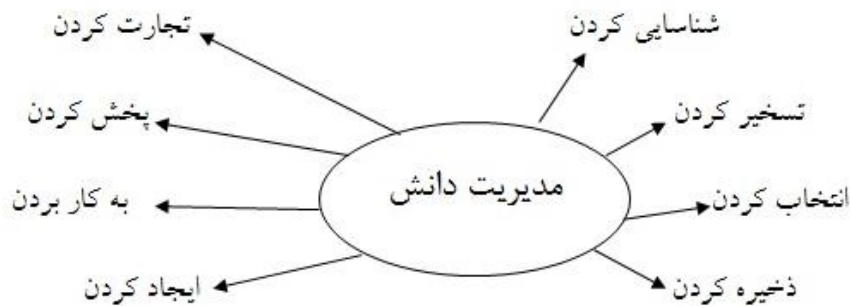 شناسایی کردن
تسخیر کردن
انتخاب کردن
ذخیره کردن
مدیریت دانش
تجارت کردن
پخش کردن
به کار بردن
ایجاد کردن